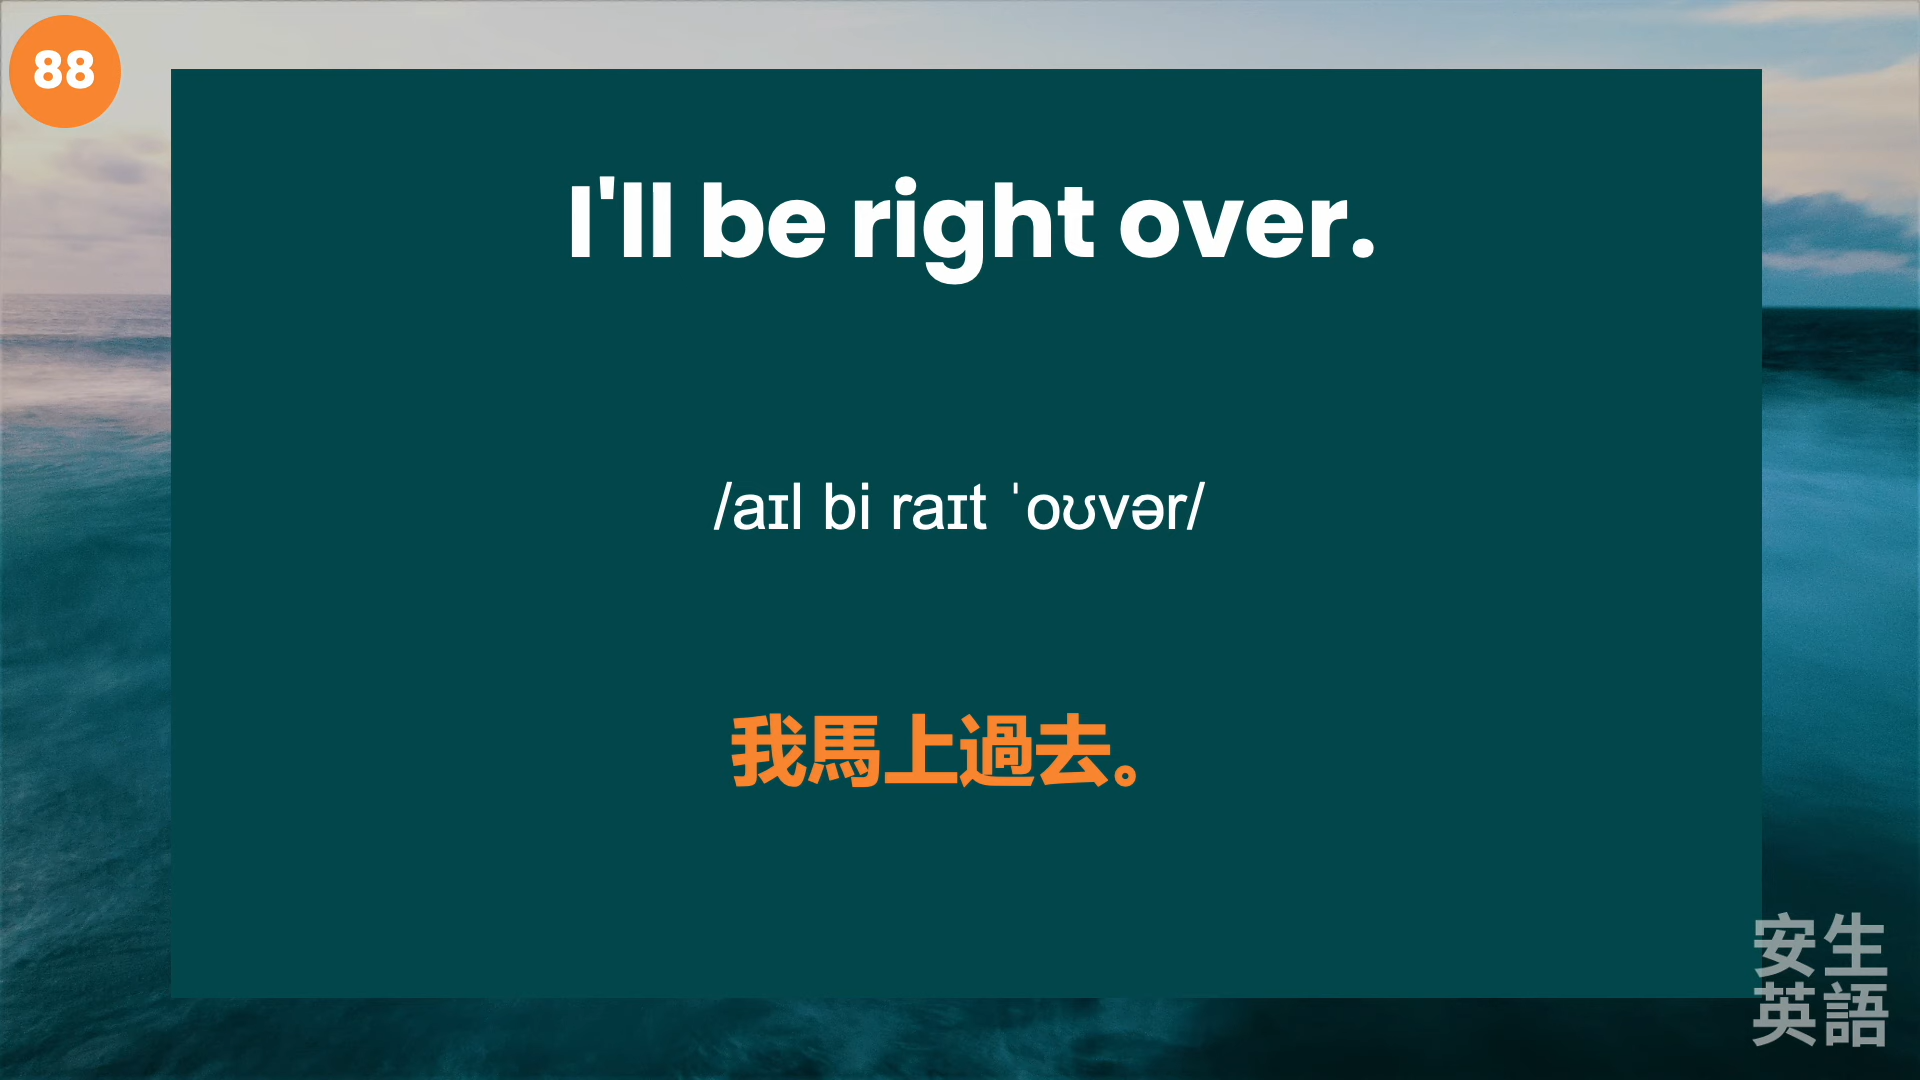 88
I'll be right over.
/aɪl bi raɪt ˈoʊvər/
我馬上過去。
安生
英語